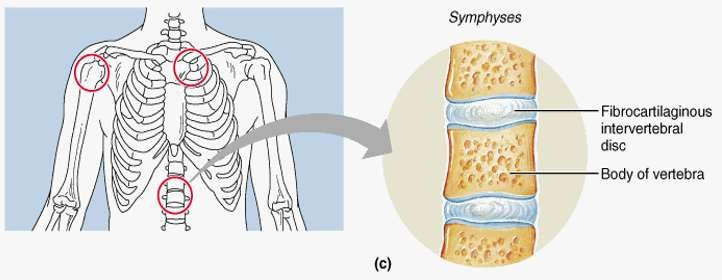 Symphyses
Fibrocartilaginous
intervertebral
disc
Body of vertebra
(c)